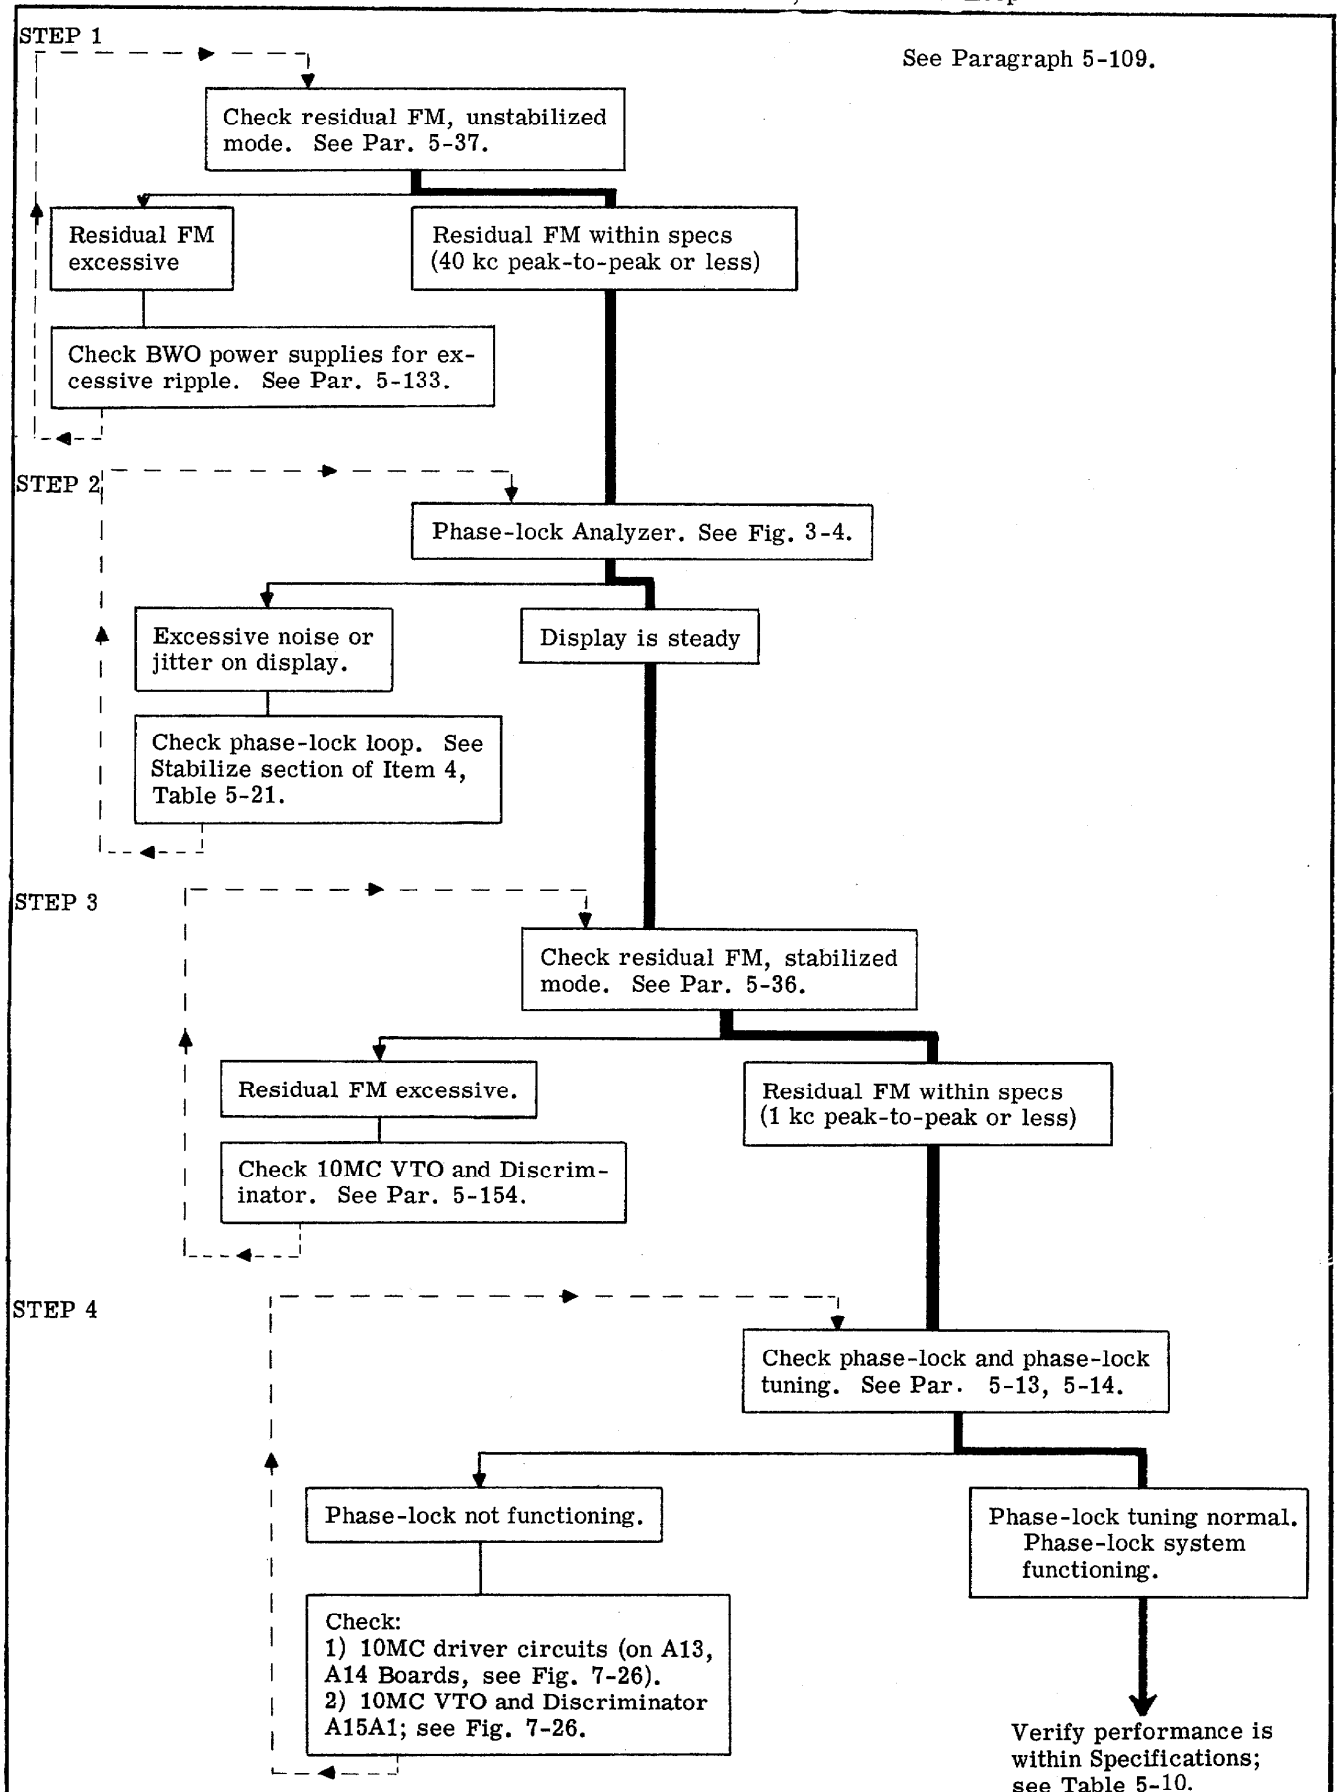 Loop
STEP 1
See Paragraph 5-109.
Check residual FM, unstabilized
mode. See Par. 5-37.
Residual FM
excessive
Residual FM within specs
(40 kc peak-to-peak or less)
Check BWO power supplies for ex-
cessive ripple. See Par. 5-133.
STEP 2
Phase-lock Analyzer. See Fig. 3-4.
Excessive noise or
jitter on display.
Display is steady
Check phase-lock loop. See
Stabilize section of Item 4,
Table 5-21.
STEP 3
Check residual FM, stabilized
mode. See Par. 5-36.
Residual FM excessive.
Residual FM within specs
(1 kc peak-to-peak or less)
Check 10MC VTO and Discrim-
inator. See Par. 5-154.
STEP 4
Check phase-lock and phase-lock
tuning. See Par. 5-13, 5-14.
Phase-lock not functioning.
Phase-lock tuning normal.
Phase-lock system
functioning.
Check:
1) 10MC driver circuits (on A13,
A14 Boards, see Fig. 7-26).
2) 10MC VTO and Discriminator
A15A1; see Fig. 7-26.
Verify performance is
within Specifications;
see Table 5-10.